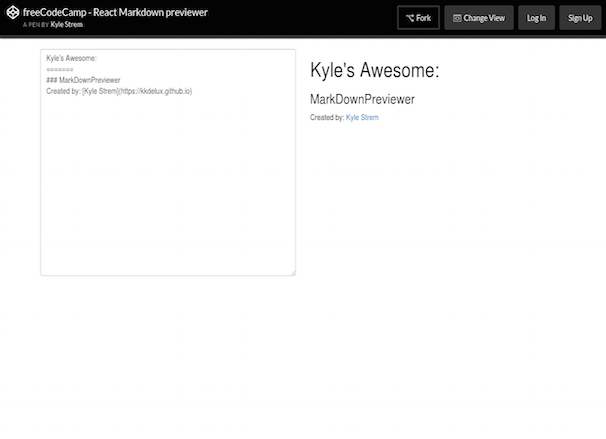 freeCodeCamp - React Markdown previewer
A PEN BY Kyle Strem
Fork
Change View
Log In
Sign Up
Kyle's Awesome:
=======
### MarkDownPreviewer
Created by: [Kyle Strem](https://kkdelux.github.io)
Kyle's Awesome:
MarkDownPreviewer
Created by: Kyle Strem